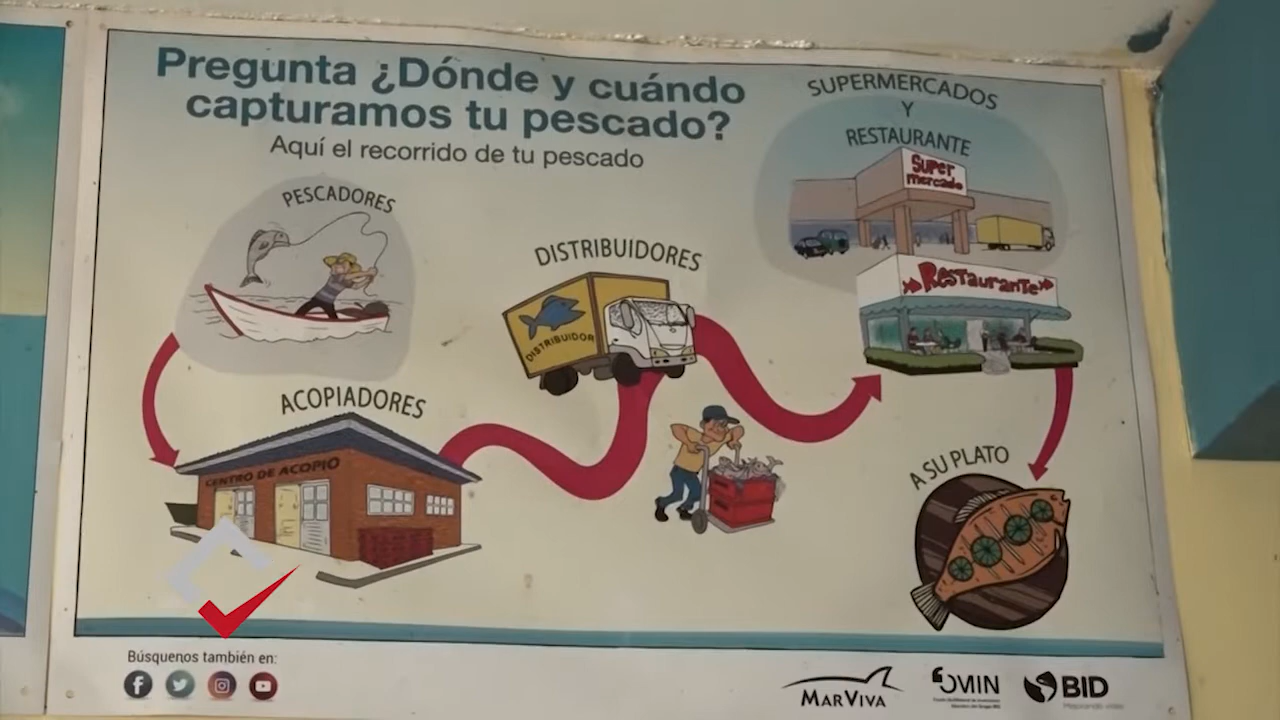 Pregunta ¿Dónde y cuándo
capturamos tu pescado?
Aquí el recorrido de tu pescado
PESCADORES
ACOPIADORES
CENTRO DE ACOPIO
DISTRIBUIDORES
DISTRIBUIDOR
SUPERMERCADOS
Y
RESTAURANTE
Super
mercado
Restaurante
A SU PLATO
Búsquenos también en:
MARVIVA
BID